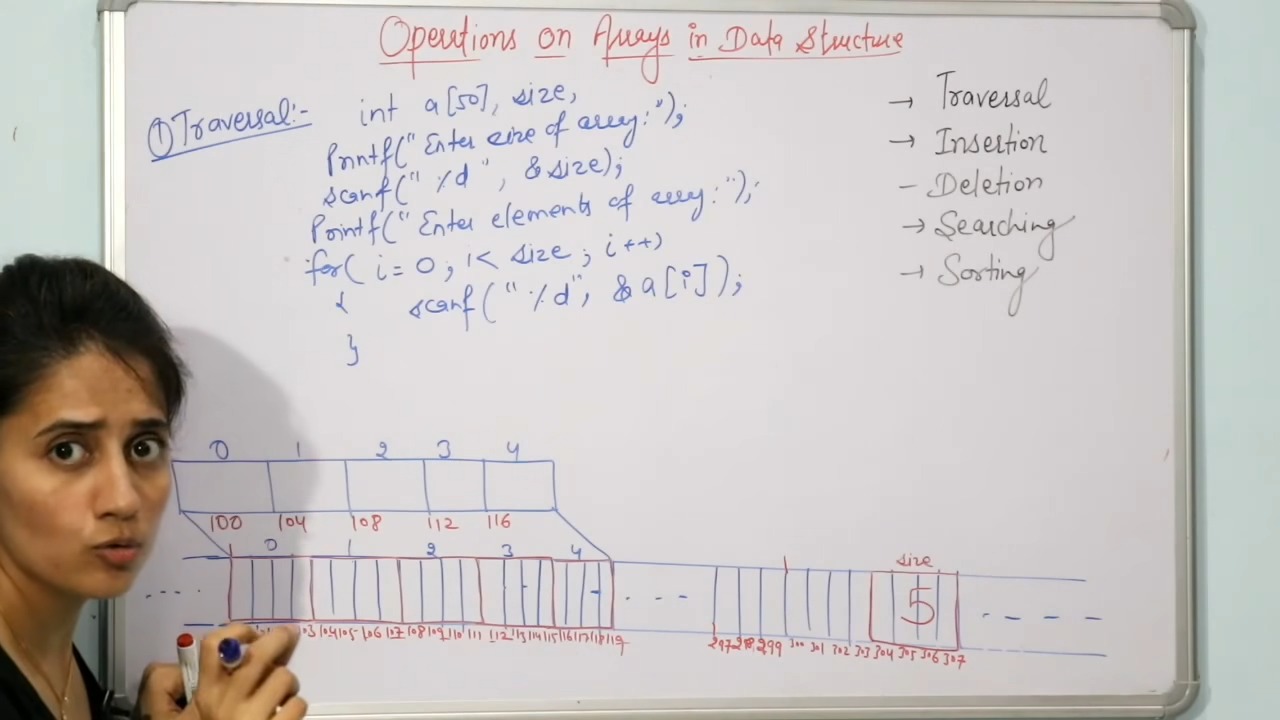 Operations on Arrays in Data Structure
① Traversal:-
int a[50], size,
Printf("Enter size of array:");
scanf("%d", &size);
Printf("Enter elements of array:");
for( i=0; i< size; i++)
{ scanf("%d", &a[i]);
}
→ Traversal
→ Insertion
- Deletion
→ Searching
→ Sorting
0 1 2 3 4
100 104 108 112 116
0 1 2 3 4
size
5
103 104 105 106 107 108 109 110 111 112 113 114 115 116 117 118 119
297 298 299 300 301 302 303 304 305 306 307